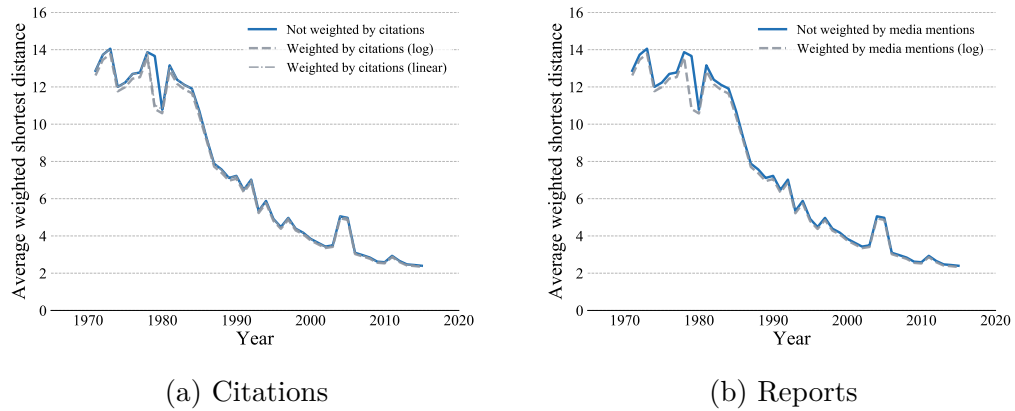 16
14
12
10
8
6
4
2
0
Average weighted shortest distance
Not weighted by citations
Weighted by citations (log)
Weighted by citations (linear)
1970 1980 1990 2000 2010 2020
Year
(a) Citations
16
14
12
10
8
6
4
2
0
Average weighted shortest distance
Not weighted by media mentions
Weighted by media mentions (log)
1970 1980 1990 2000 2010 2020
Year
(b) Reports